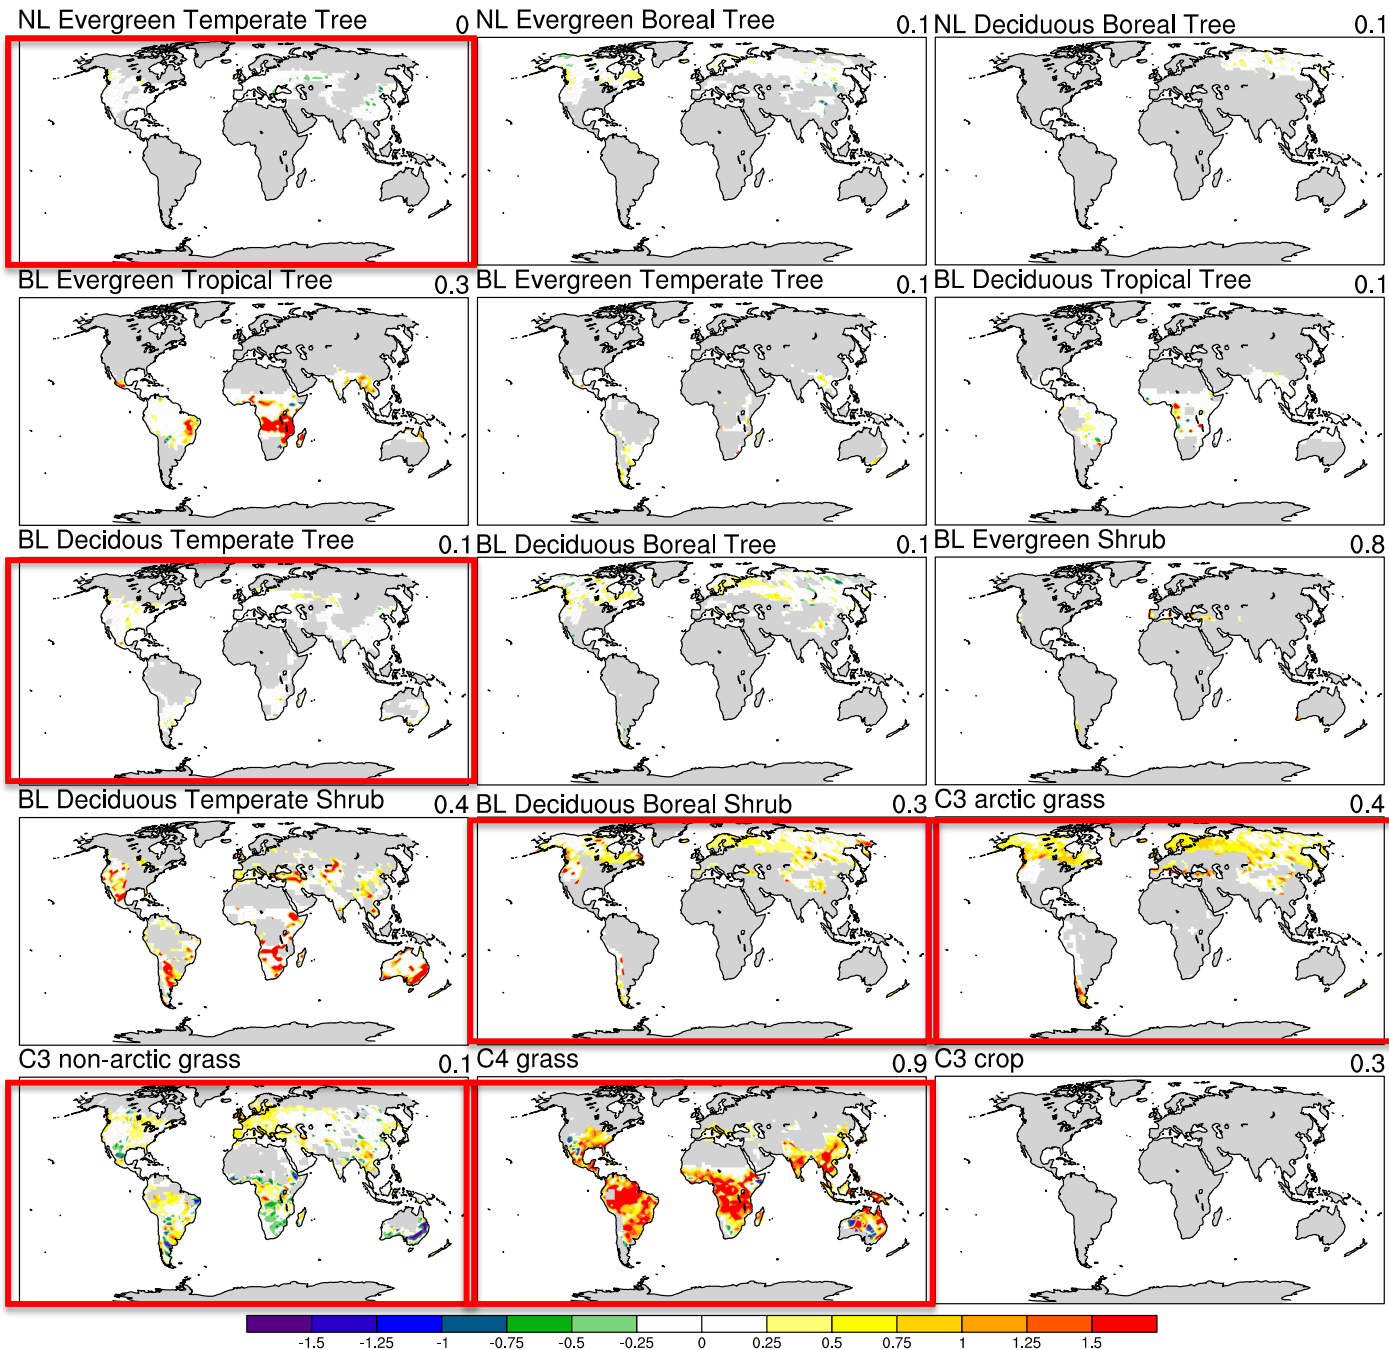 NL Evergreen Temperate Tree 0 NL Evergreen Boreal Tree 0.1 NL Deciduous Boreal Tree 0.1
BL Evergreen Tropical Tree 0.3 BL Evergreen Temperate Tree 0.1 BL Deciduous Tropical Tree 0.1
BL Decidous Temperate Tree 0.1 BL Deciduous Boreal Tree 0.1 BL Evergreen Shrub 0.8
BL Deciduous Temperate Shrub 0.4 BL Deciduous Boreal Shrub 0.3 C3 arctic grass 0.4
C3 non-arctic grass 0.1 C4 grass 0.9 C3 crop 0.3
-1.5 -1.25 -1 -0.75 -0.5 -0.25 0 0.25 0.5 0.75 1 1.25 1.5